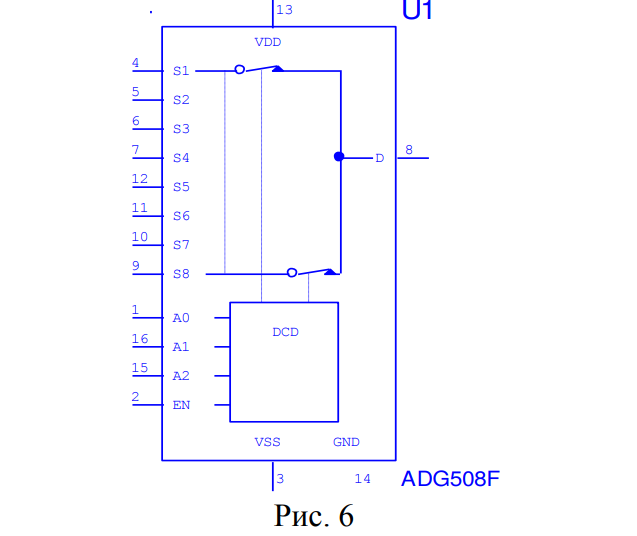 13
U1
VDD
4 S1
5 S2
6 S3
7 S4 D 8
12 S5
11 S6
10 S7
9 S8
1 A0
DCD
16 A1
15 A2
2 EN
VSS GND
3 14 ADG508F
Рис. 6